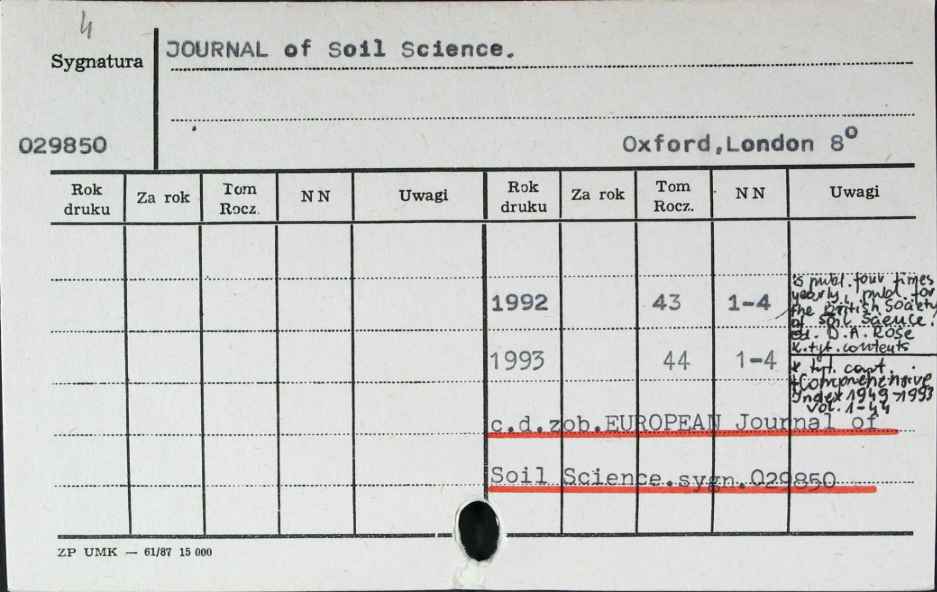 4
Sygnatura
JOURNAL of Soil Science.
029850
Oxford,London 8º
Rok druku Za rok Tom Rocz. N N Uwagi Rok druku Za rok Tom Rocz. N N Uwagi
1992 43 1-4
is publ. four times
yearly, publ. for
the British Society
of Soil Science.
ed. D.A. Rose
k.tyt. contents
1993 44 1-4
k tyt. cont.
+Comprehensive
Index 1949-1993
vol. 1-44
c.d.zob.EUROPEAN Journal of
Soil Science.sygn.029850
ZP UMK — 61/87 15 000